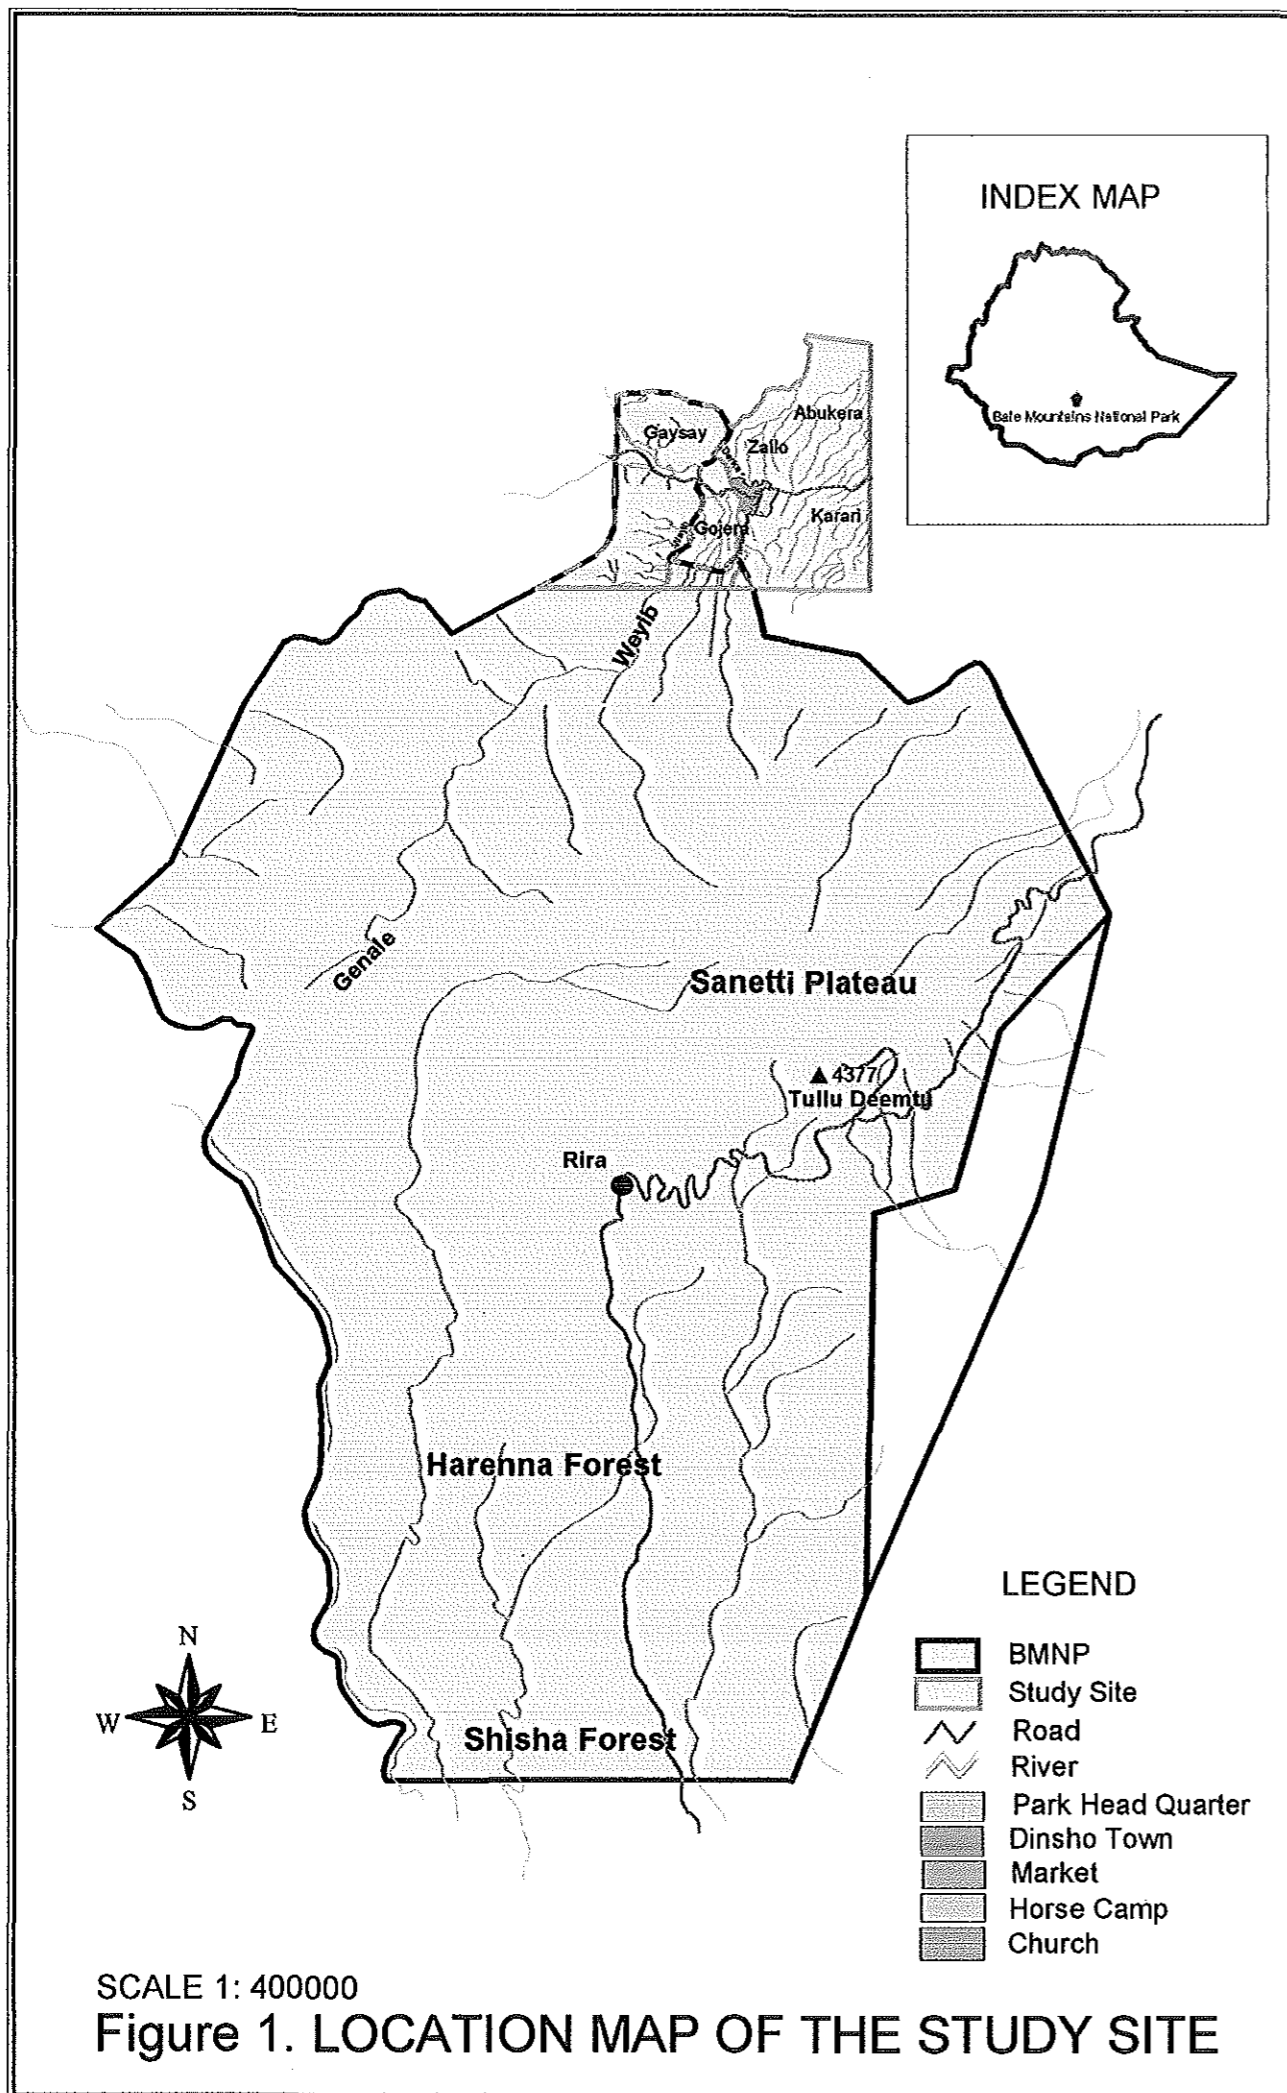 INDEX MAP
Bale Mountains National Park
Abukera
Gaysay
Zallo
Karari
Gojera
Weyib
Genale
Sanetti Plateau
4377
Tullu Deemtu
Rira
Harenna Forest
Shisha Forest
N
W E
S
LEGEND
BMNP
Study Site
Road
River
Park Head Quarter
Dinsho Town
Market
Horse Camp
Church
SCALE 1: 400000
Figure 1. LOCATION MAP OF THE STUDY SITE